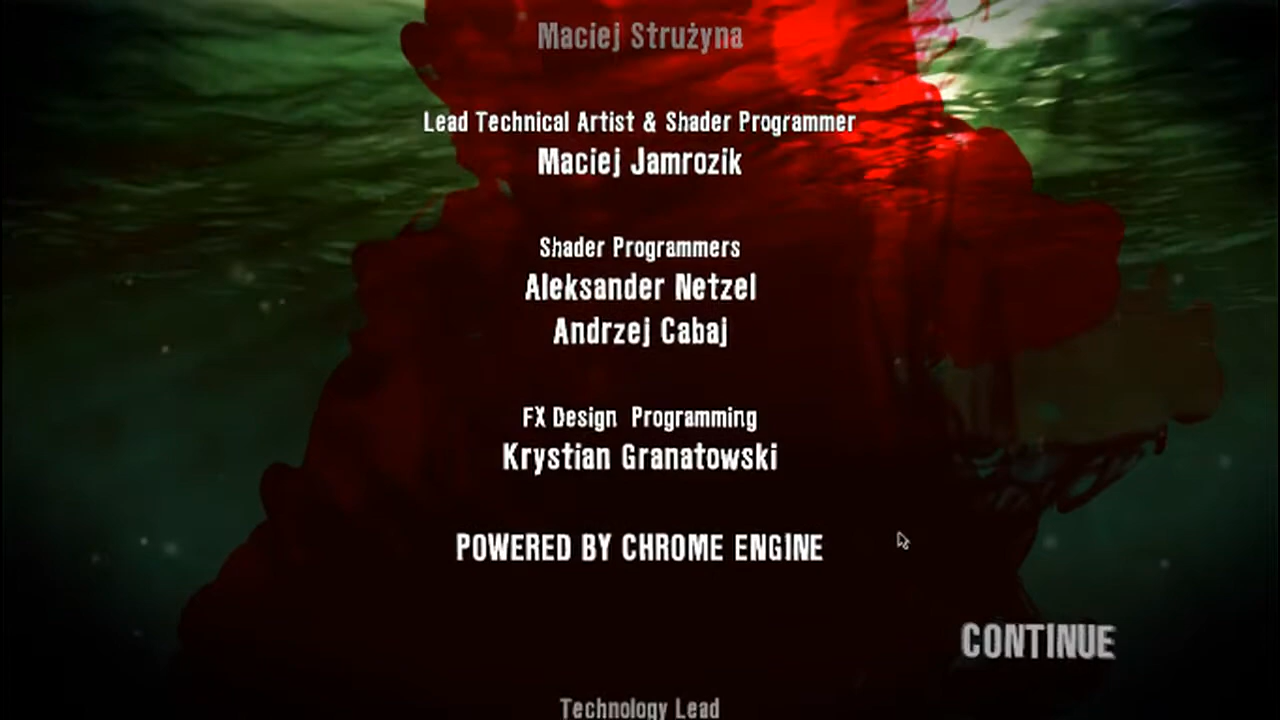 Maciej Strużyna
Lead Technical Artist & Shader Programmer
Maciej Jamrozik
Shader Programmers
Aleksander Netzel
Andrzej Cabaj
FX Design Programming
Krystian Granatowski
POWERED BY CHROME ENGINE
CONTINUE
Technology Lead